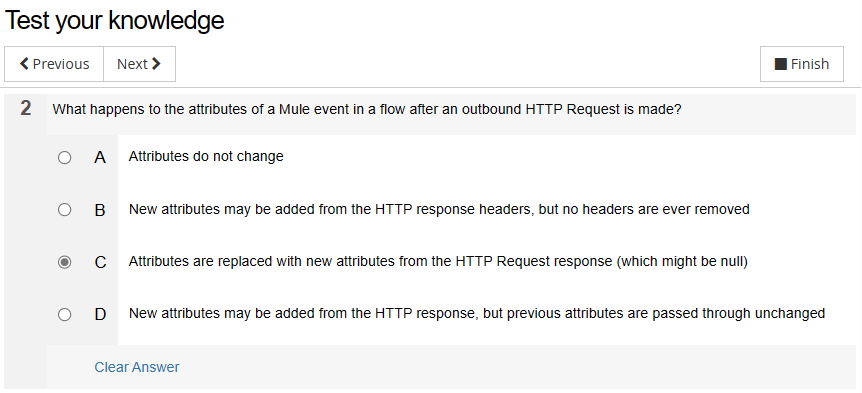 Test your knowledge
Previous
Next
Finish
2 What happens to the attributes of a Mule event in a flow after an outbound HTTP Request is made?
A Attributes do not change
B New attributes may be added from the HTTP response headers, but no headers are ever removed
C Attributes are replaced with new attributes from the HTTP Request response (which might be null)
D New attributes may be added from the HTTP response, but previous attributes are passed through unchanged
Clear Answer